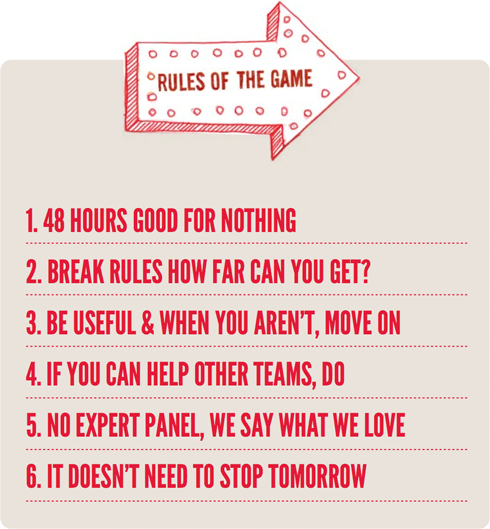 RULES OF THE GAME
1. 48 HOURS GOOD FOR NOTHING
2. BREAK RULES HOW FAR CAN YOU GET?
3. BE USEFUL & WHEN YOU AREN'T, MOVE ON
4. IF YOU CAN HELP OTHER TEAMS, DO
5. NO EXPERT PANEL, WE SAY WHAT WE LOVE
6. IT DOESN'T NEED TO STOP TOMORROW